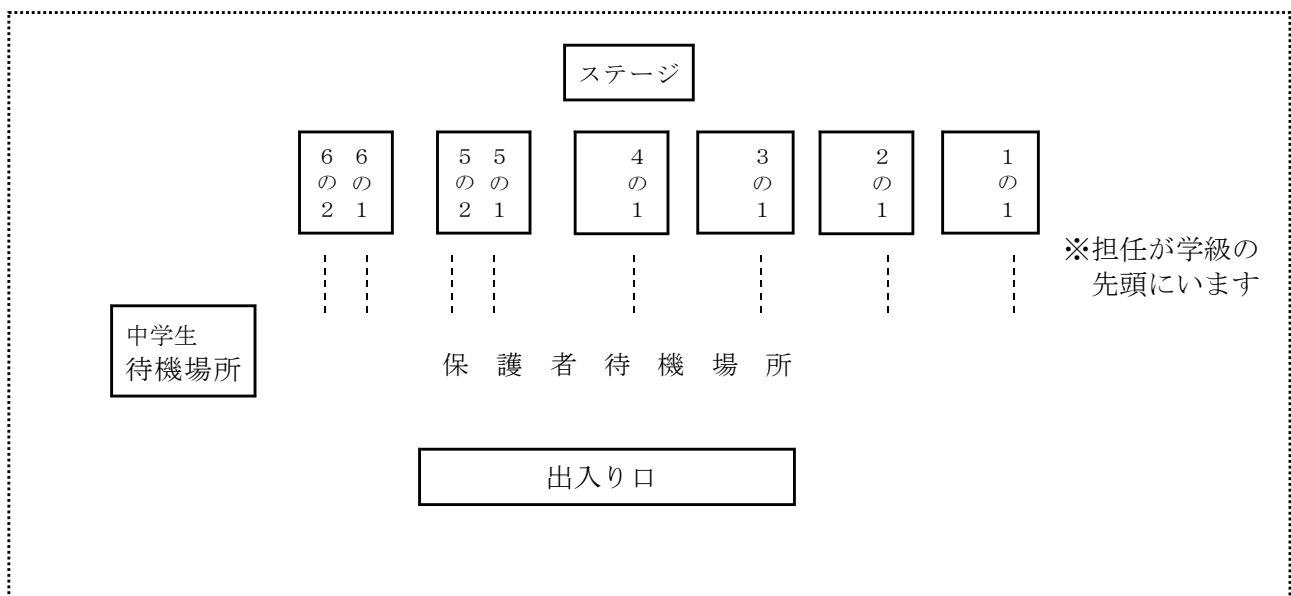 ステージ
6の2
6の1
5の2
5の1
4の1
3の1
2の1
1の1
※担任が学級の
先頭にいます
中学生
待機場所
保護者待機場所
出入り口